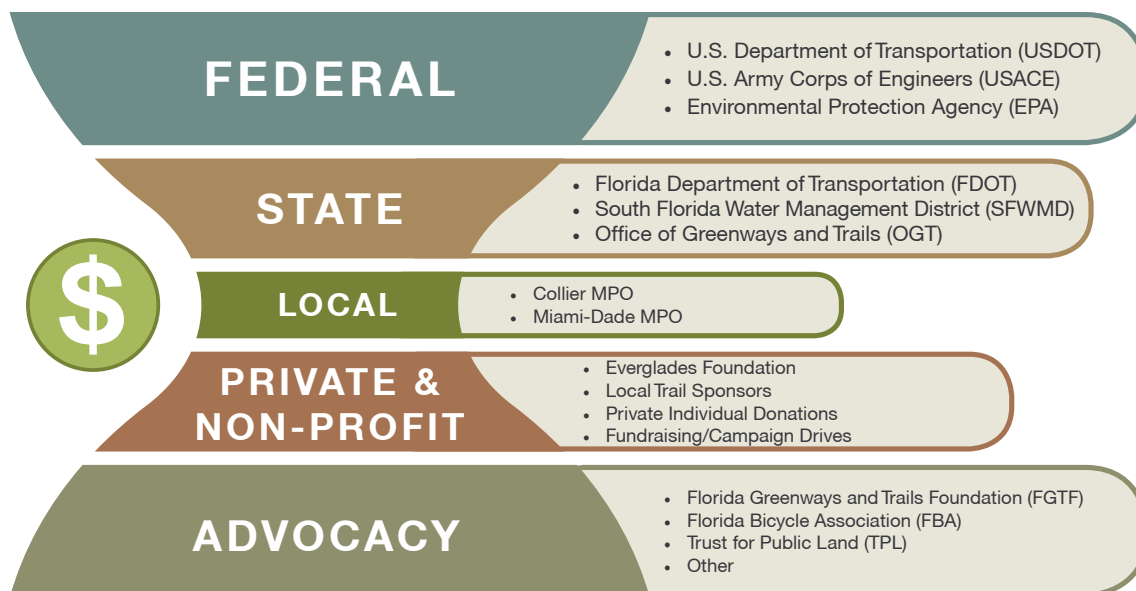 FEDERAL
• U.S. Department of Transportation (USDOT)
• U.S. Army Corps of Engineers (USACE)
• Environmental Protection Agency (EPA)
STATE
• Florida Department of Transportation (FDOT)
• South Florida Water Management District (SFWMD)
• Office of Greenways and Trails (OGT)
$
LOCAL
• Collier MPO
• Miami-Dade MPO
PRIVATE &
NON-PROFIT
• Everglades Foundation
• Local Trail Sponsors
• Private Individual Donations
• Fundraising/Campaign Drives
ADVOCACY
• Florida Greenways and Trails Foundation (FGTF)
• Florida Bicycle Association (FBA)
• Trust for Public Land (TPL)
• Other